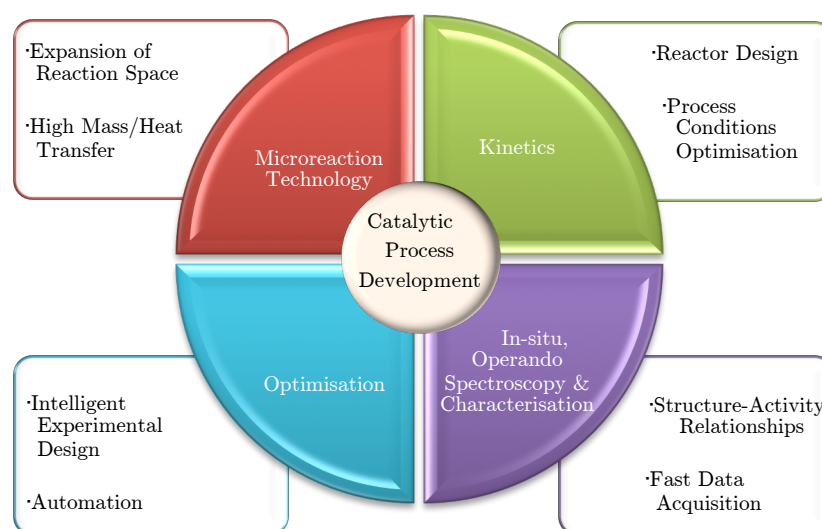 ·Expansion of
Reaction Space
·High Mass/Heat
Transfer
·Reactor Design
·Process
Conditions
Optimisation
Microreaction
Technology
Kinetics
Catalytic
Process
Development
Optimisation
In-situ,
Operando
Spectroscopy &
Characterisation
·Intelligent
Experimental
Design
·Automation
·Structure-Activity
Relationships
·Fast Data
Acquisition